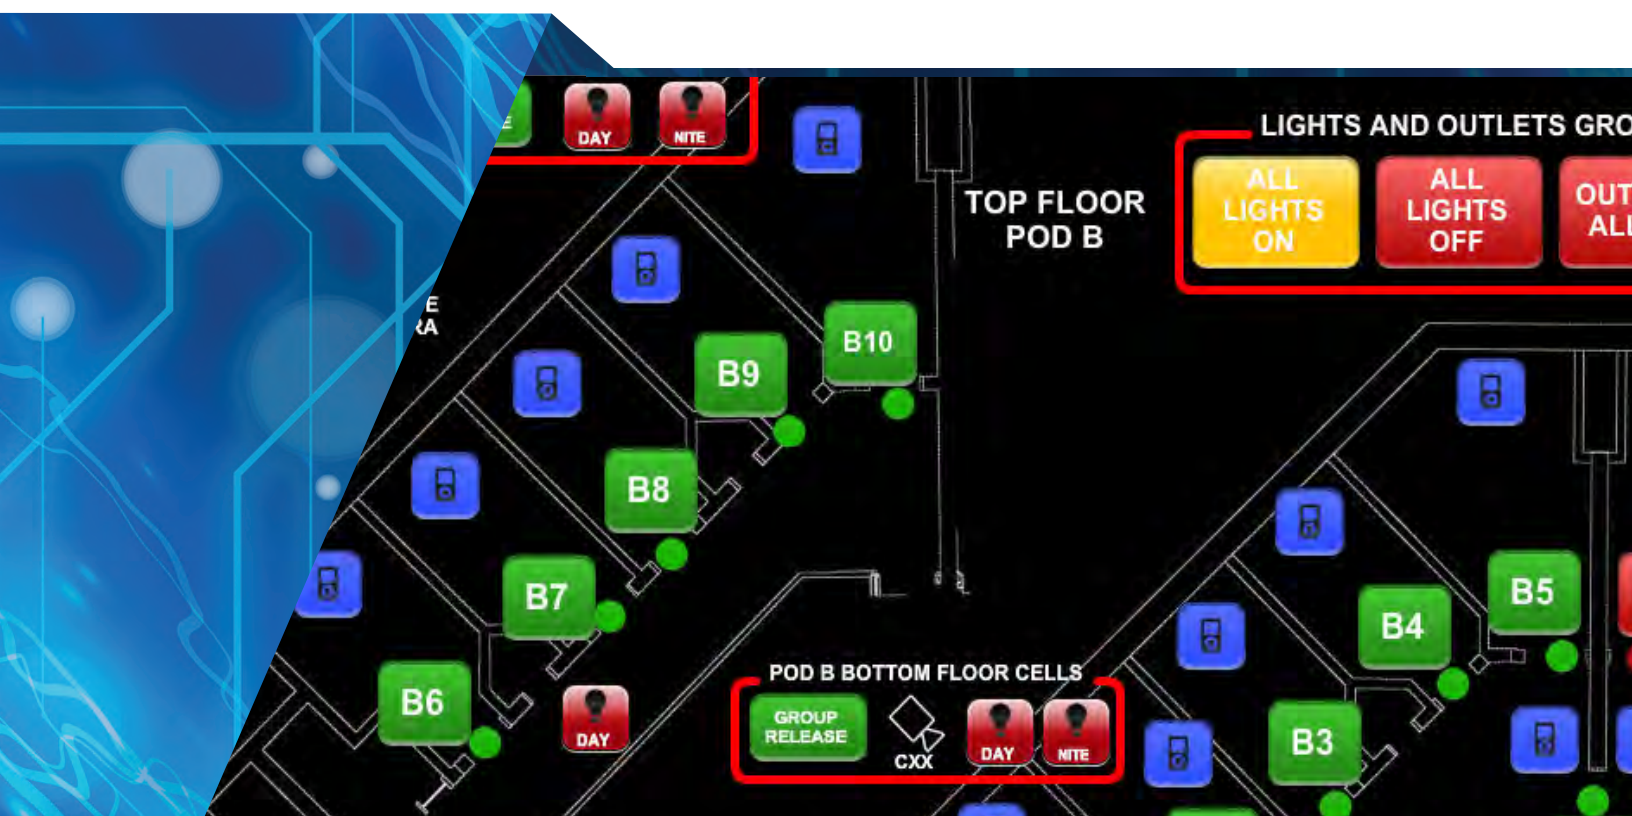 E
DAY
NITE
LIGHTS AND OUTLETS GRO
ALL
LIGHTS
ON
ALL
LIGHTS
OFF
OUT
ALL
TOP FLOOR
POD B
E
RA
B10
B9
B8
B7
B6
DAY
POD B BOTTOM FLOOR CELLS
GROUP
RELEASE
CXX
DAY
NITE
B5
B4
B3